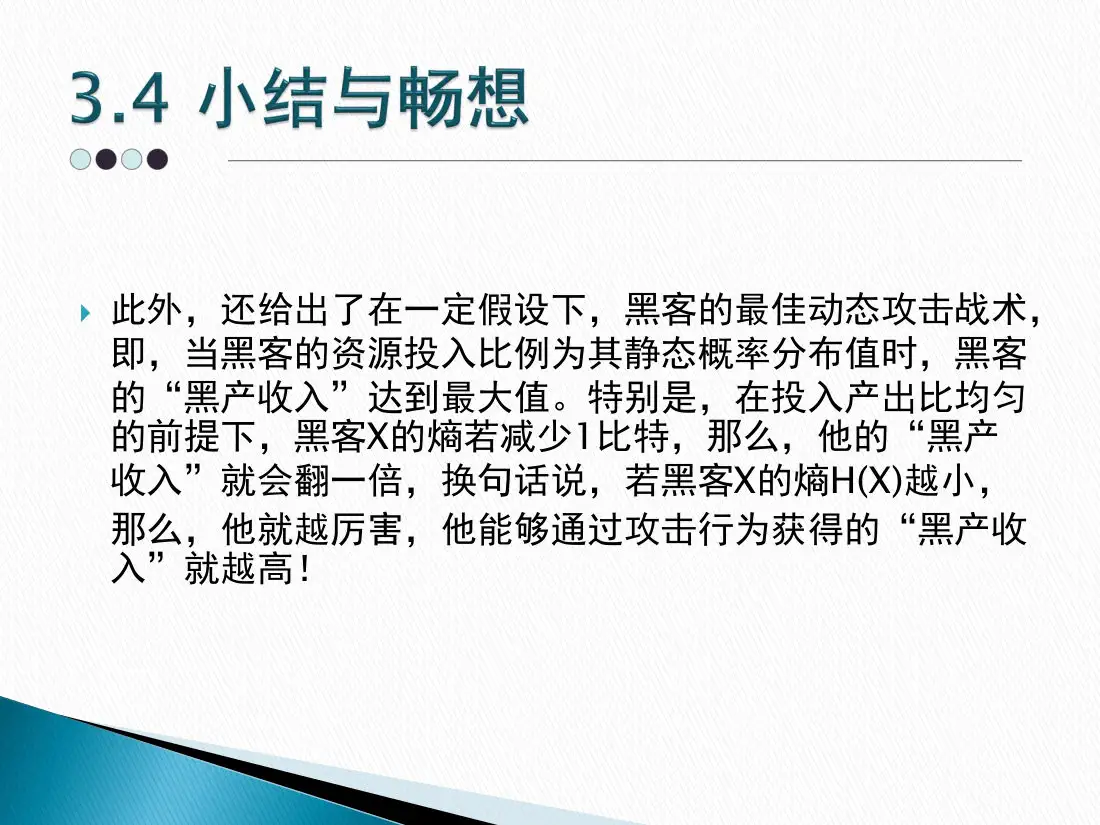 3.4 小结与畅想
此外，还给出了在一定假设下，黑客的最佳动态攻击战术，
即，当黑客的资源投入比例为其静态概率分布值时，黑客
的“黑产收入”达到最大值。特别是，在投入产出比均匀
的前提下，黑客X的熵若减少1比特，那么，他的“黑产
收入”就会翻一倍，换句话说，若黑客X的熵H(X)越小，
那么，他就越厉害，他能够通过攻击行为获得的“黑产收
入”就越高！